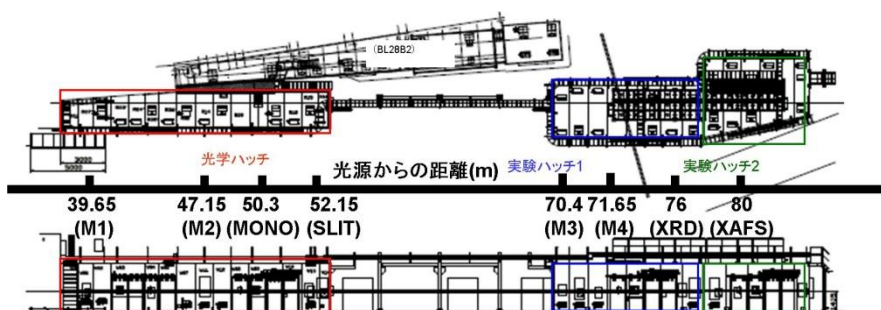 (BL28B2)
光学ハッチ
光源からの距離(m)
実験ハッチ1
実験ハッチ2
3000
5000
39.65 47.15 50.3 52.15 70.4 71.65 76 80
(M1) (M2) (MONO) (SLIT) (M3) (M4) (XRD) (XAFS)